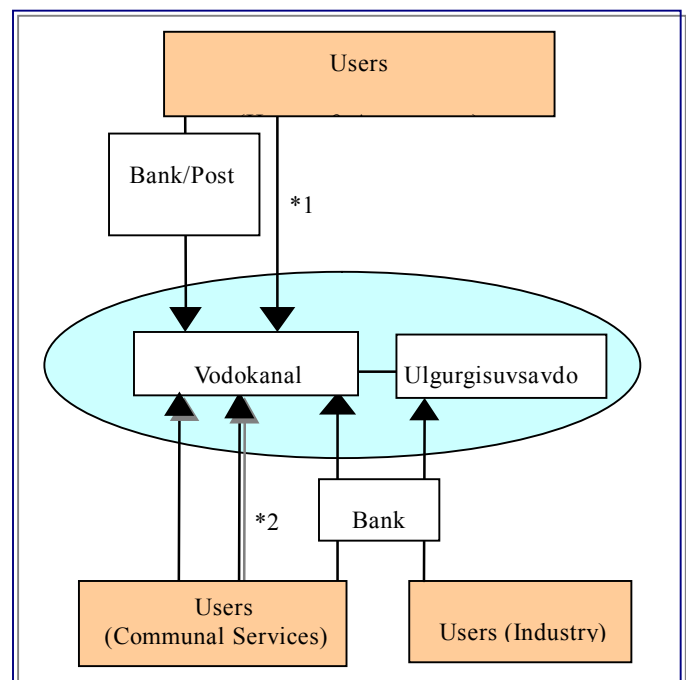 Users
Bank/Post
*1
Vodokanal
Ulgurgisuvsavdo
*2
Bank
Users
(Communal Services)
Users (Industry)